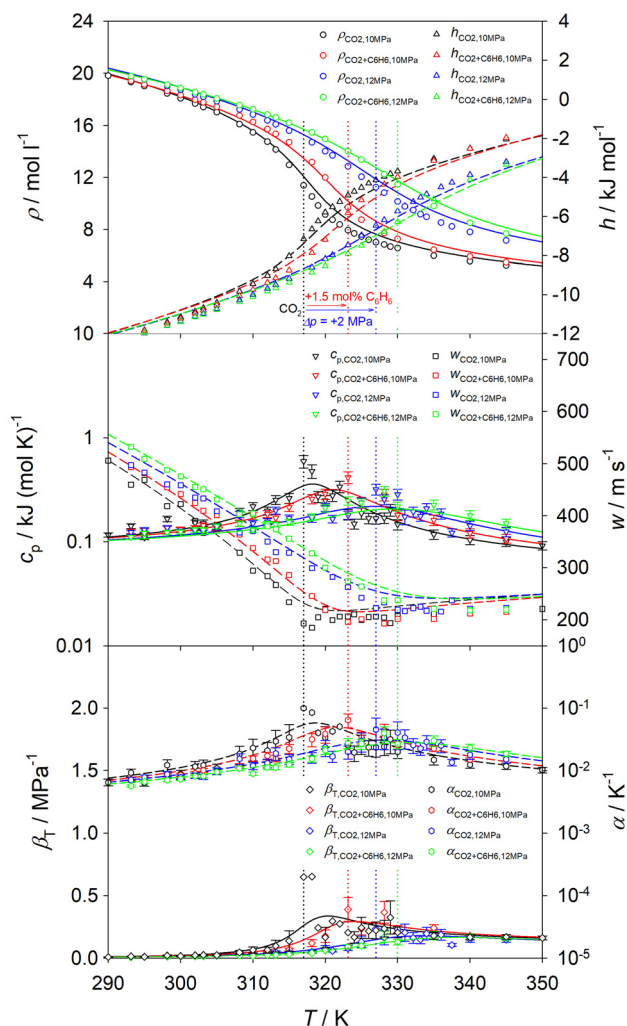 24 4
ρCO2,10MPa hCO2,10MPa
ρCO2+C6H6,10MPa hCO2+C6H6,10MPa
ρCO2,12MPa hCO2,12MPa
ρCO2+C6H6,12MPa hCO2+C6H6,12MPa
20 2
16 0
12 -2
8 -4
4 -6
-8
-10
10 -12
ρ / mol l-1
h / kJ mol-1
+1.5 mol% C6H6
CO2
Δp = +2 MPa
cp,CO2,10MPa wCO2,10MPa
cp,CO2+C6H6,10MPa wCO2+C6H6,10MPa
cp,CO2,12MPa wCO2,12MPa
cp,CO2+C6H6,12MPa wCO2+C6H6,12MPa
700
600
1 500
400
0.1 300
200
0.01 100
cp / kJ (mol K)-1
w / m s-1
2.0 10-1
1.5 10-2
1.0 10-3
0.5 10-4
0.0 10-5
βT / MPa-1
α / K-1
βT,CO2,10MPa αCO2,10MPa
βT,CO2+C6H6,10MPa αCO2+C6H6,10MPa
βT,CO2,12MPa αCO2,12MPa
βT,CO2+C6H6,12MPa αCO2+C6H6,12MPa
290 300 310 320 330 340 350
T / K